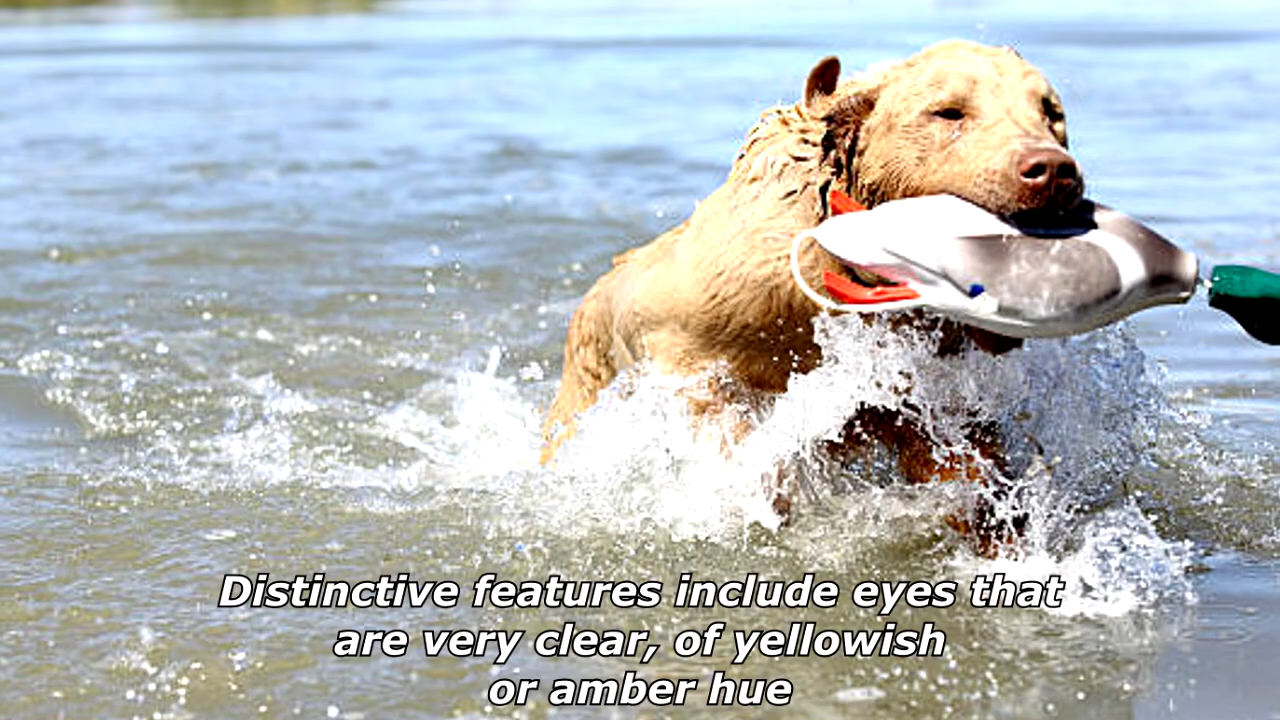 Distinctive features include eyes that
are very clear, of yellowish
or amber hue